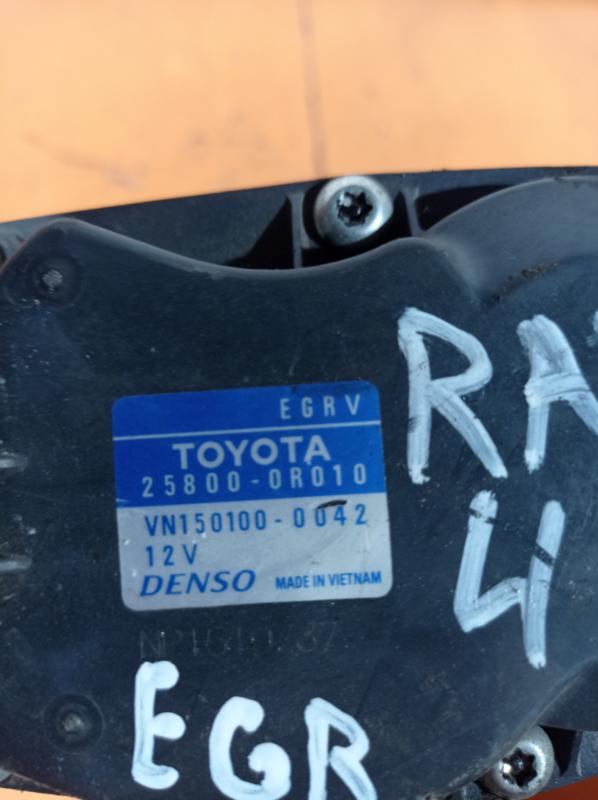 EGRV
TOYOTA
25800-0R010
VN150100-0042
12V
DENSO MADE IN VIETNAM
RA
4
EGR